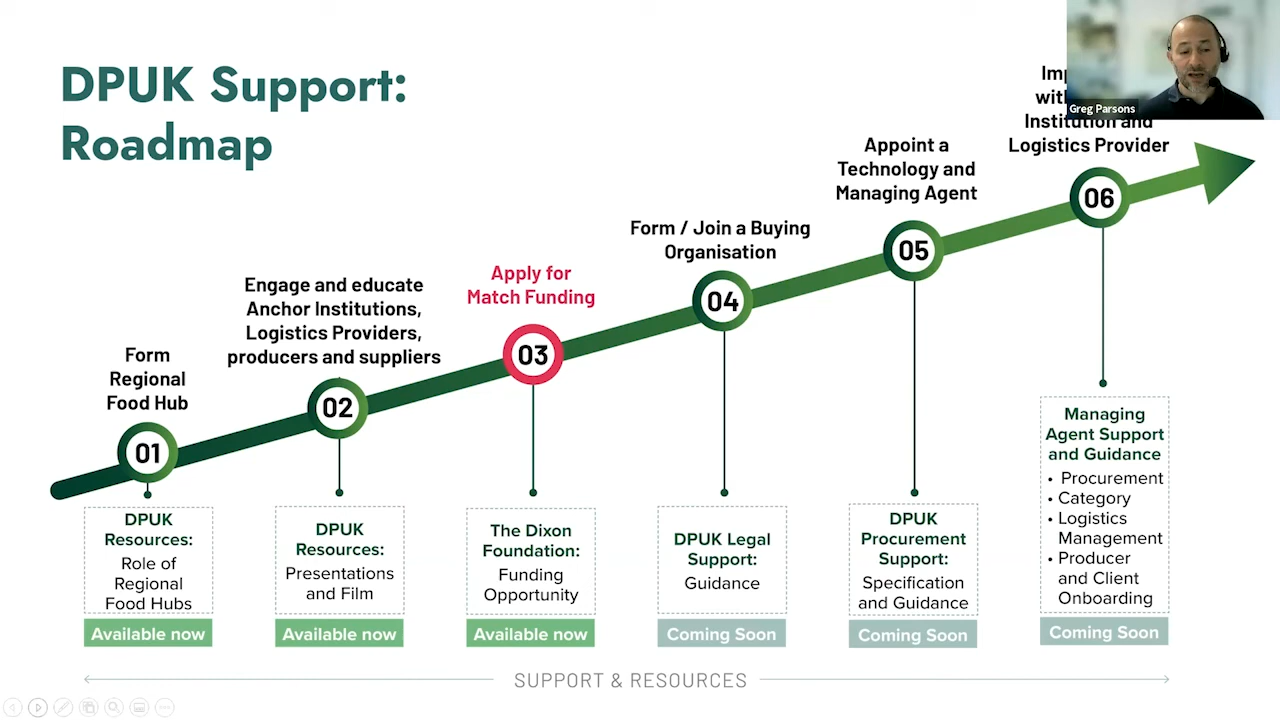 DPUK Support:
Roadmap
Greg Parsons
Institution and
Logistics Provider
06
Appoint a
Technology and
Managing Agent
05
Form / Join a Buying
Organisation
04
Apply for
Match Funding
03
Engage and educate
Anchor Institutions,
Logistics Providers,
producers and suppliers
02
Form
Regional
Food Hub
01
DPUK
Resources:
Role of
Regional
Food Hubs
Available now
DPUK
Resources:
Presentations
and Film
Available now
The Dixon
Foundation:
Funding
Opportunity
Available now
DPUK Legal
Support:
Guidance
Coming Soon
DPUK
Procurement
Support:
Specification
and Guidance
Coming Soon
Managing
Agent Support
and Guidance
• Procurement
• Category
• Logistics
Management
• Producer
and Client
Onboarding
Coming Soon
SUPPORT & RESOURCES